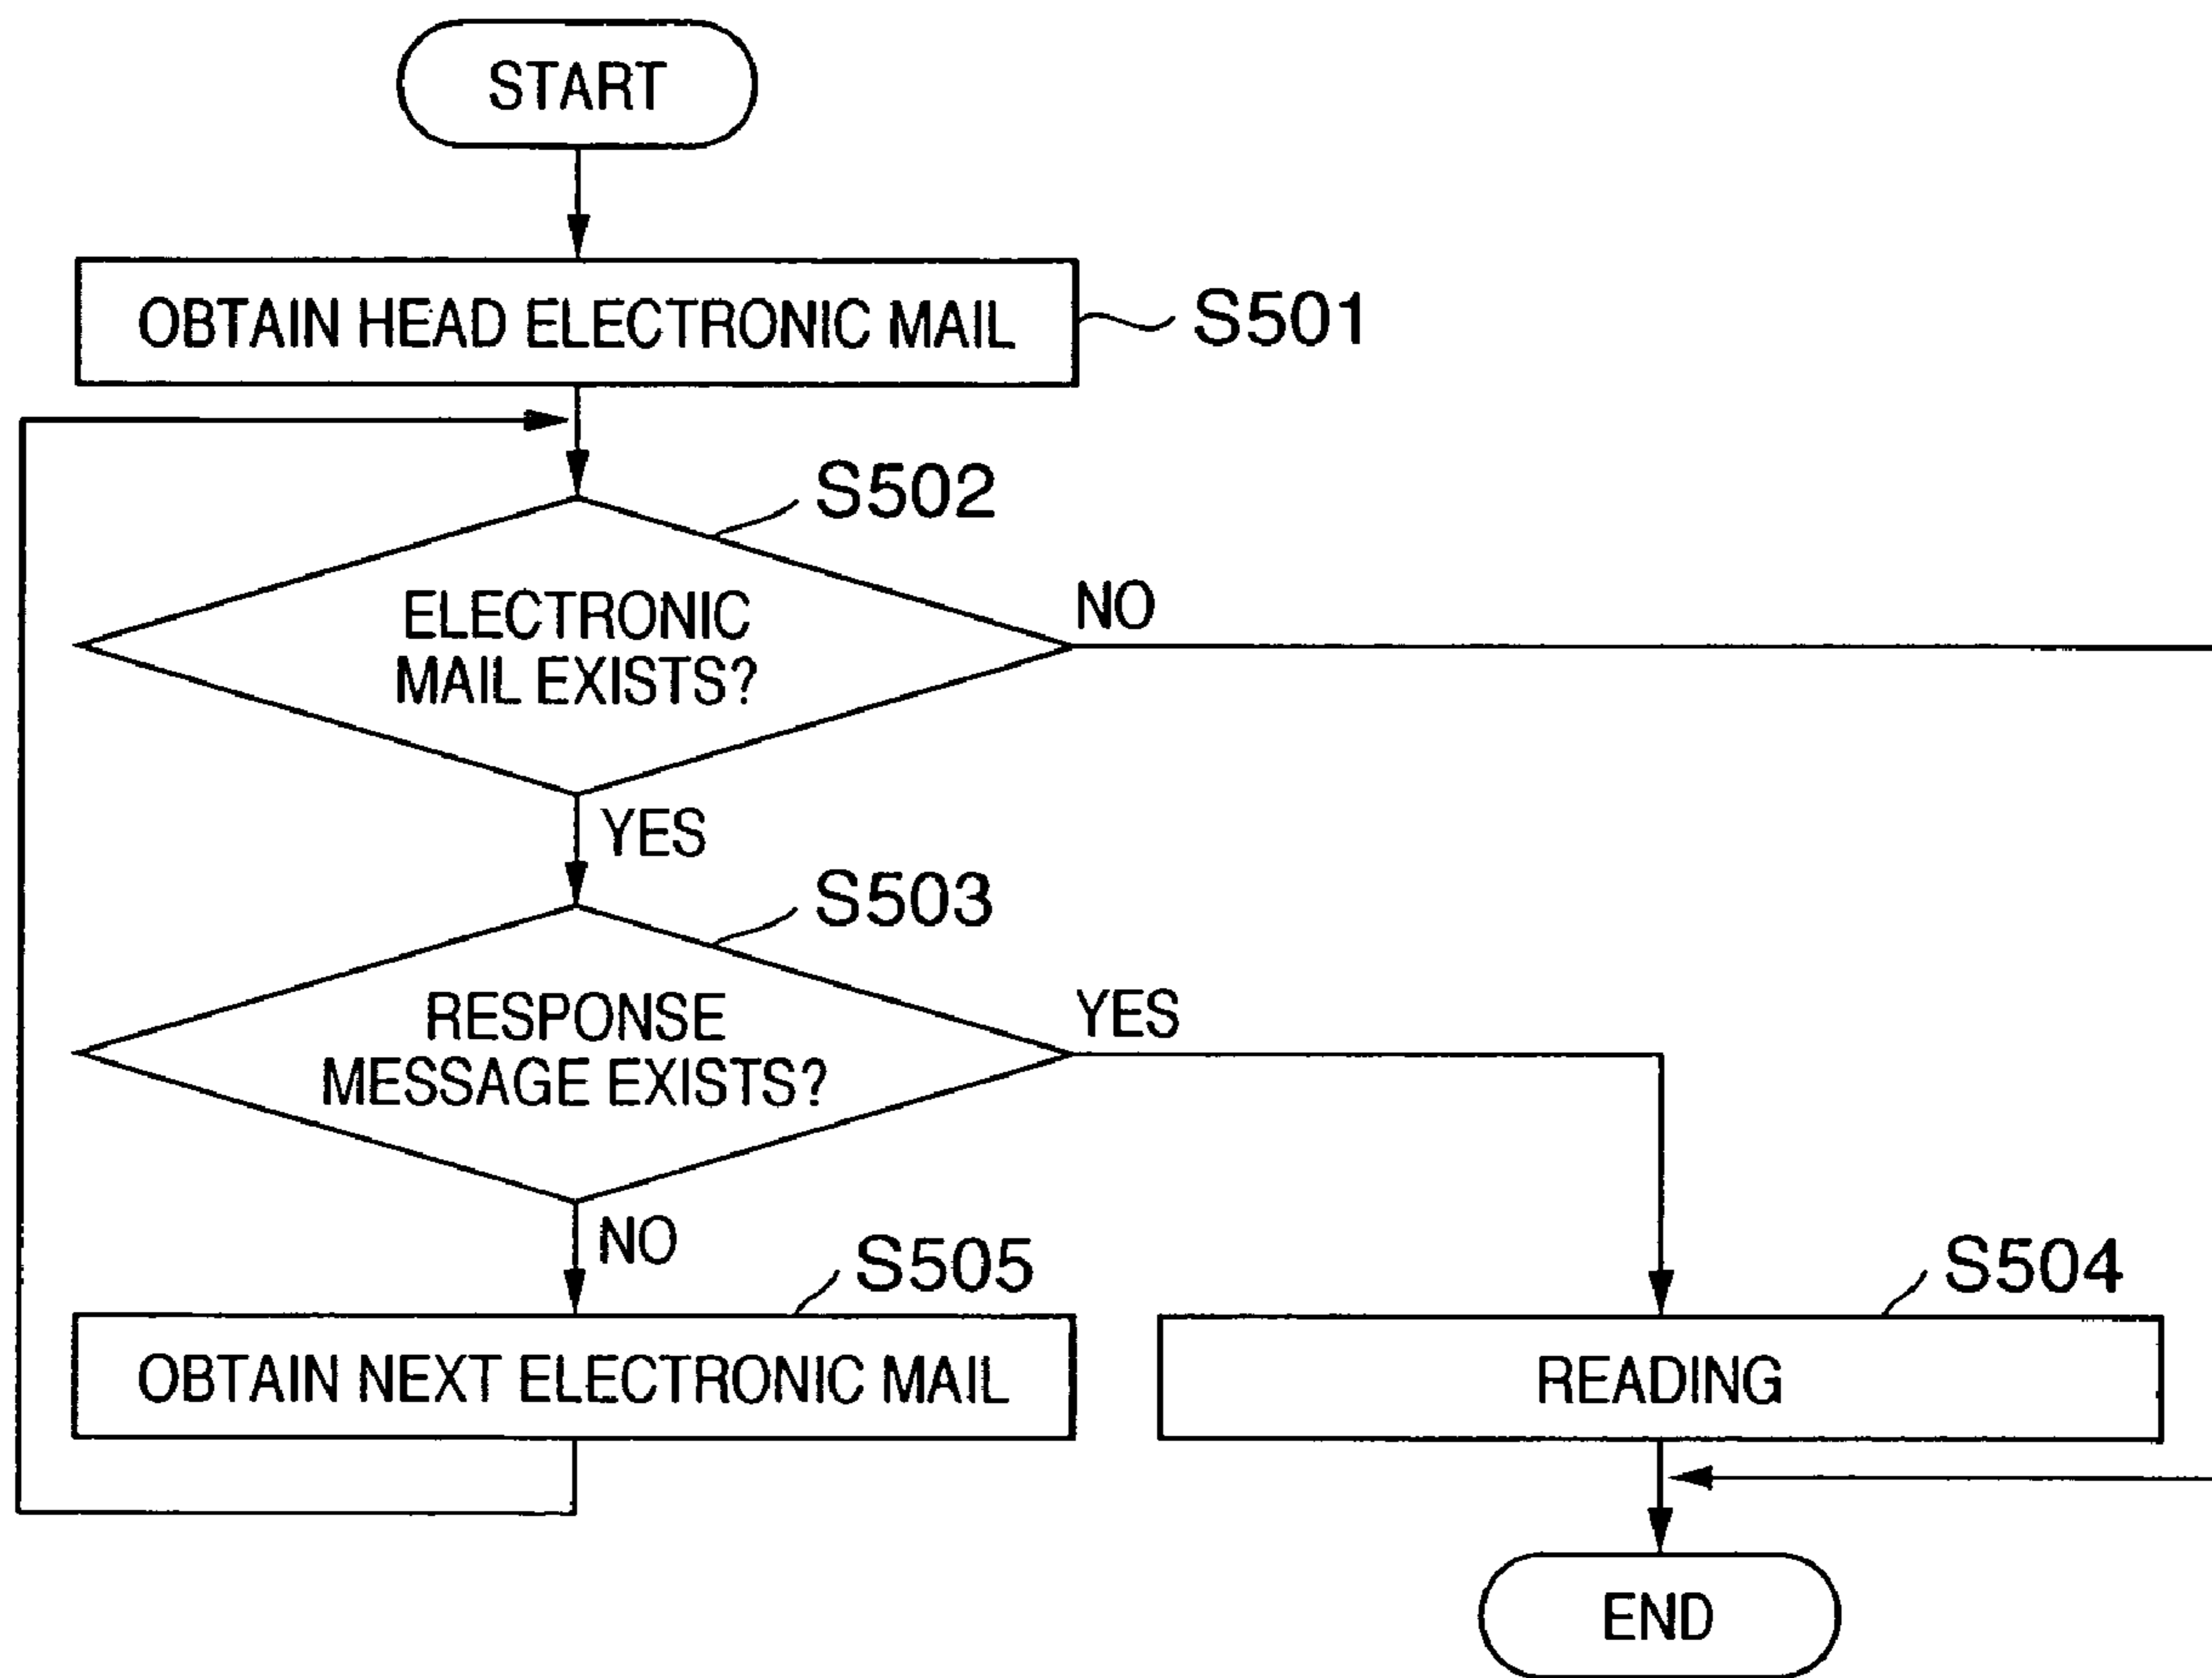 START
OBTAIN HEAD ELECTRONIC MAIL
S501
S502
ELECTRONIC
MAIL EXISTS?
NO
YES
S503
RESPONSE
MESSAGE EXISTS?
YES
NO
S505
OBTAIN NEXT ELECTRONIC MAIL
S504
READING
END